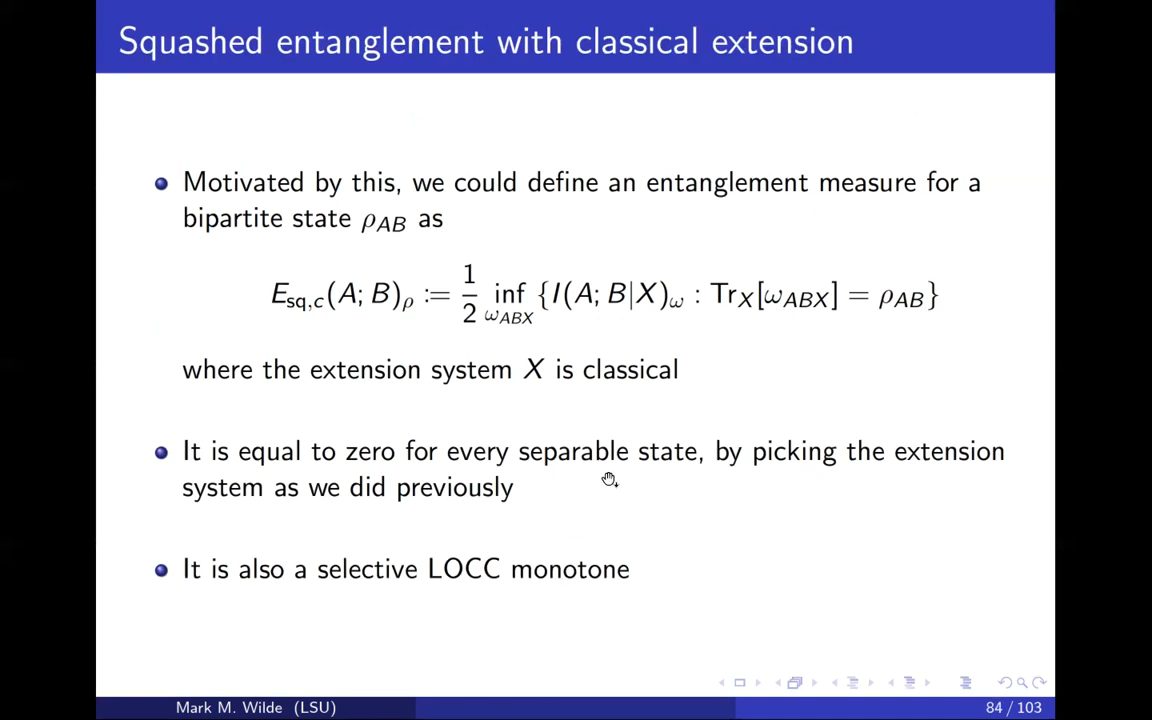 Squashed entanglement with classical extension
Motivated by this, we could define an entanglement measure for a
bipartite state ρ_AB as
E_sq,c(A; B)_ρ := 1/2 inf_{ω_ABX} {I(A; B|X)_ω : Tr_X[ω_ABX] = ρ_AB}
where the extension system X is classical
It is equal to zero for every separable state, by picking the extension
system as we did previously
It is also a selective LOCC monotone
Mark M. Wilde (LSU)
84 / 103